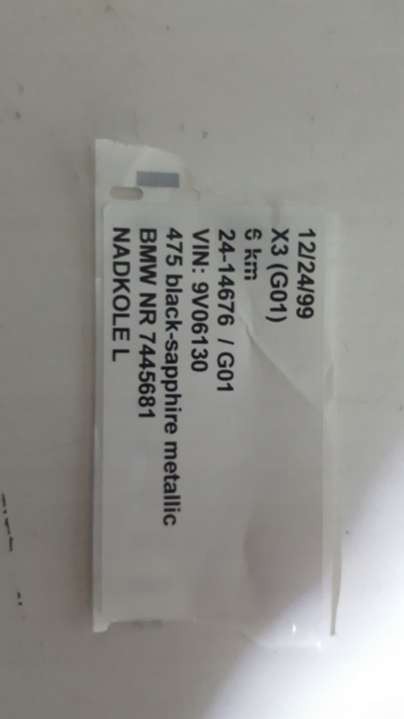 12/24/99
X3 (G01)
6 km
24-14676 / G01
VIN: 9V06130
475 black-sapphire metallic
BMW NR 7445681
NADKOLE L